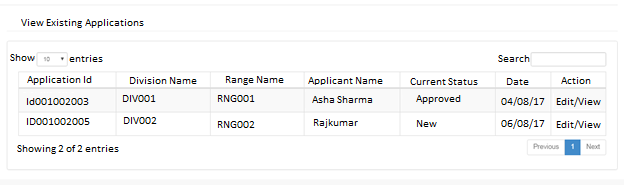 View Existing Applications
Show 10 entries Search
Application Id Division Name Range Name Applicant Name Current Status Date Action
Id001002003 DIV001 RNG001 Asha Sharma Approved 04/08/17 Edit/View
ID001002005 DIV002 RNG002 Rajkumar New 06/08/17 Edit/View
Showing 2 of 2 entries Previous 1 Next